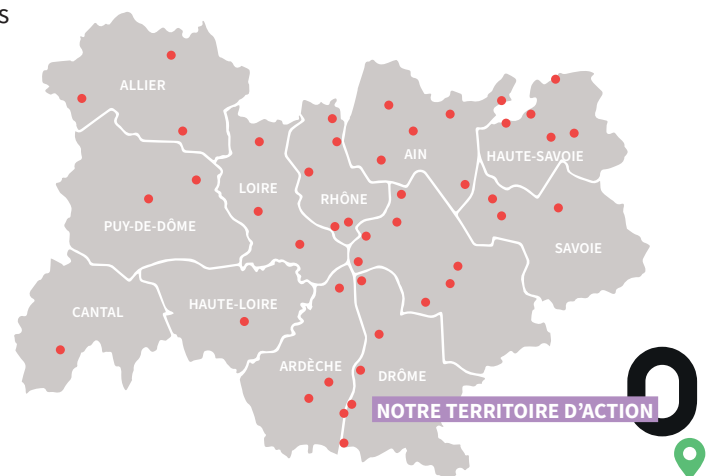 s
ALLIER
AIN
HAUTE-SAVOIE
LOIRE
RHÔNE
PUY-DE-DÔME
SAVOIE
HAUTE-LOIRE
CANTAL
ARDÈCHE
DRÔME
NOTRE TERRITOIRE D’ACTION